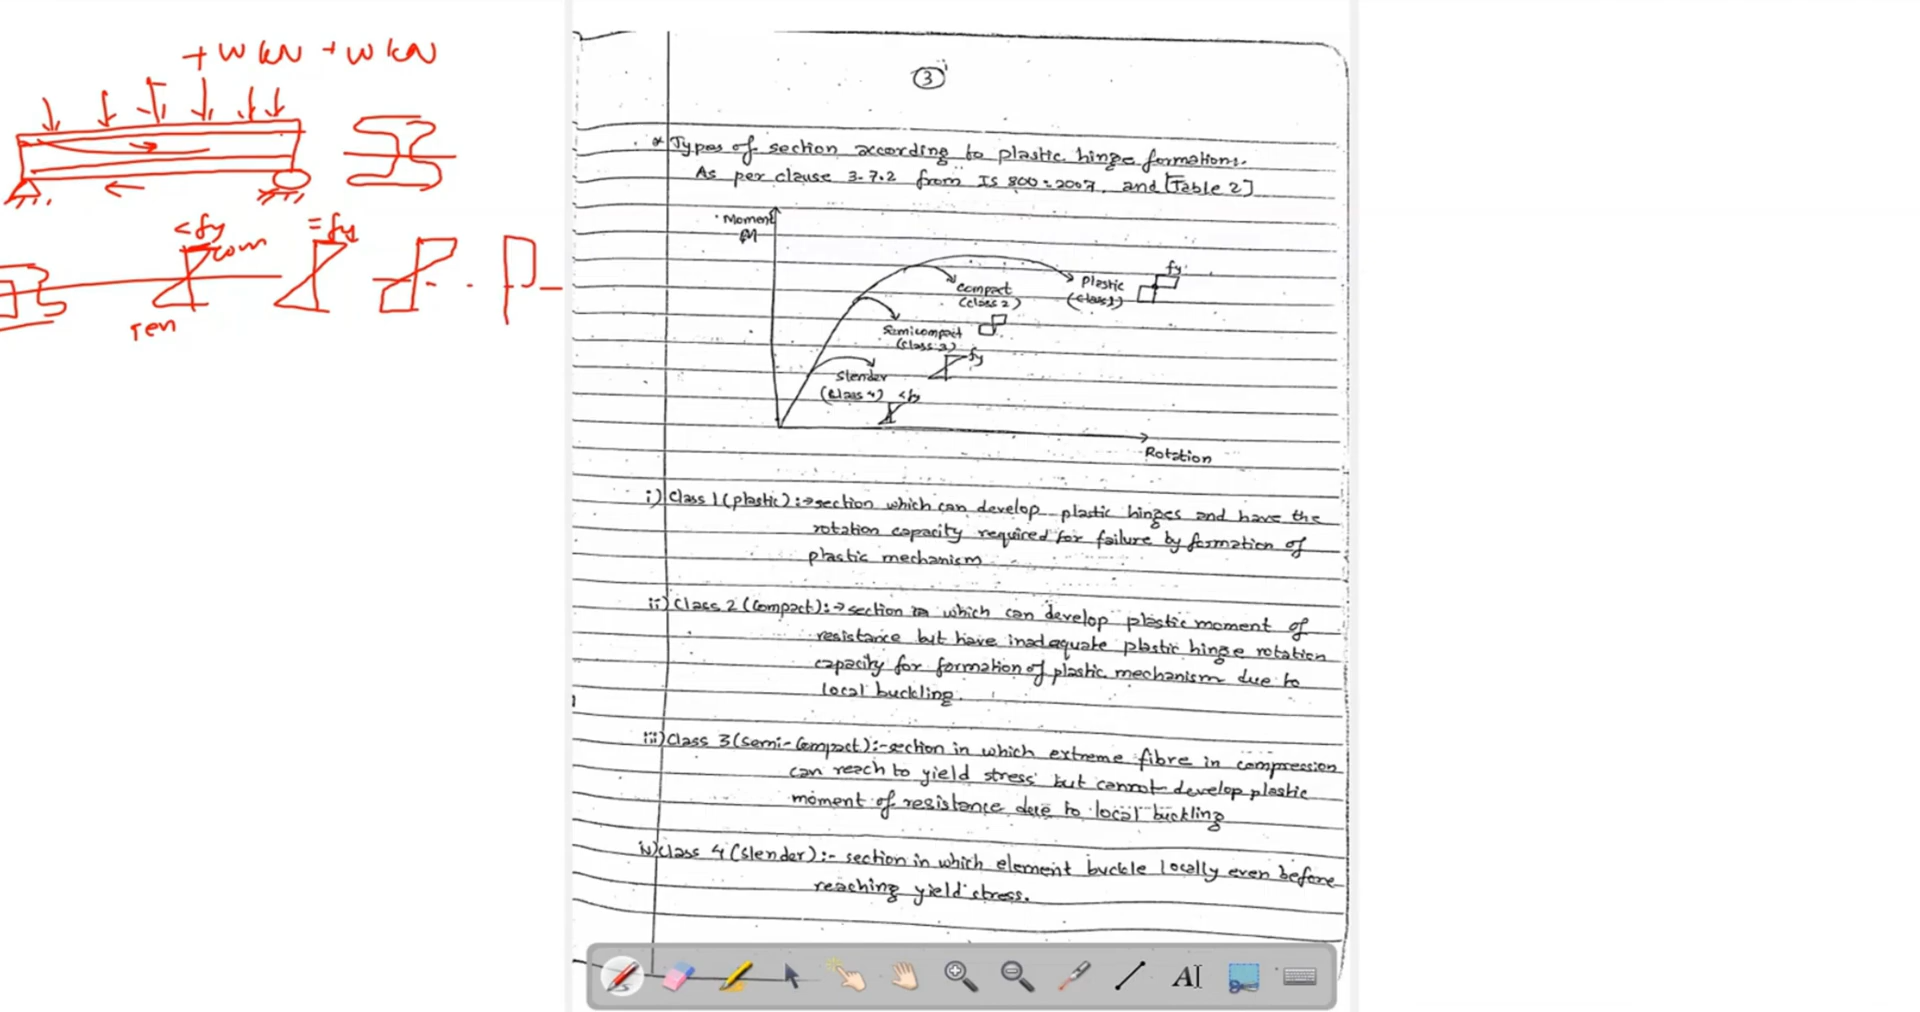 + W kN + W kN
<fy
com
= fy
Ten
P
3
* Types of section according to plastic hinge formations.
As per clause 3.7.2 from IS 800:2007, and [Table 2]
Moment
M
fy
Plastic
(class 1)
Compact
(class 2)
Semicompact
(class 3)
fy
Slender
(class 4) <fy
Rotation
i) Class 1 (plastic) :→ section which can develop plastic hinges and have the
rotation capacity required for failure by formation of
plastic mechanism
ii) Class 2 (Compact) :→ section which can develop plastic moment of
resistance but have inadequate plastic hinge rotation
capacity for formation of plastic mechanism due to
local buckling.
iii) Class 3 (Semi-Compact) :- section in which extreme fibre in compression
can reach to yield stress but cannot develop plastic
moment of resistance due to local buckling
iv) Class 4 (Slender) :- section in which element buckle locally even before
reaching yield stress.
AI